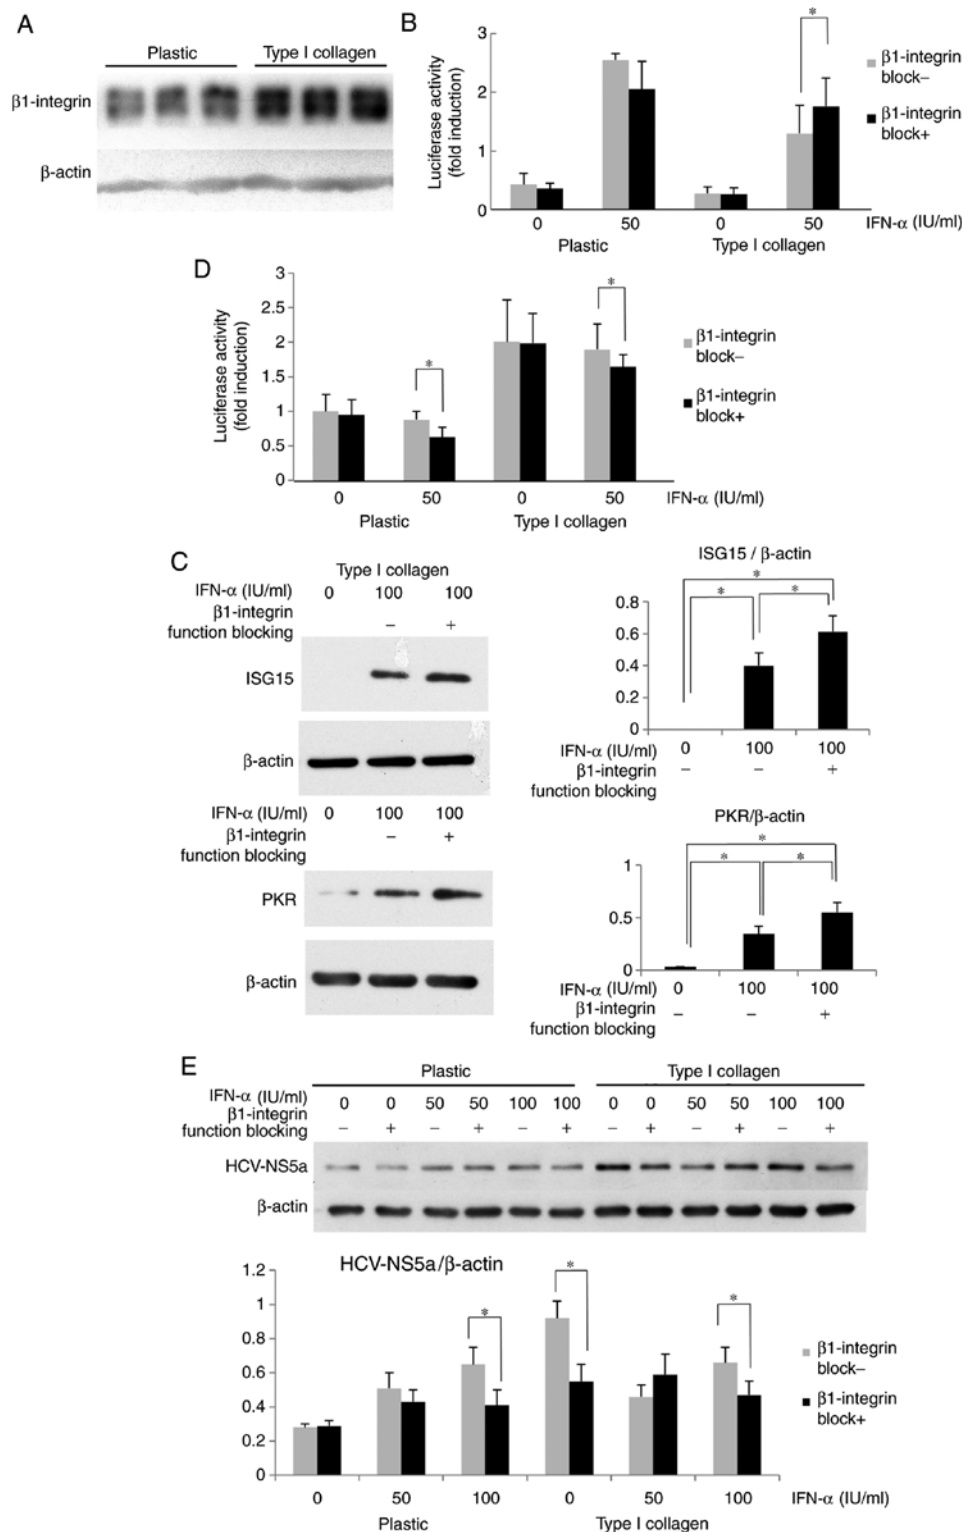 A
Plastic Type I collagen
β1-integrin
β-actin
B
Luciferase activity
(fold induction)
3
2
1
0
*
β1-integrin
block–
β1-integrin
block+
0 50 0 50 IFN-α (IU/ml)
Plastic Type I collagen
D
Luciferase activity
(fold induction)
3
2.5
2
1.5
1
0.5
0
* *
β1-integrin
block–
β1-integrin
block+
0 50 0 50 IFN-α (IU/ml)
Plastic Type I collagen
C
Type I collagen
IFN-α (IU/ml) 0 100 100
β1-integrin
function blocking – +
ISG15
β-actin
IFN-α (IU/ml) 0 100 100
β1-integrin
function blocking – +
PKR
β-actin
ISG15 / β-actin
0.8
0.6
0.4
0.2
0
* * *
IFN-α (IU/ml) 0 100 100
β1-integrin – – +
function blocking
PKR/β-actin
1
0.5
0
* * *
IFN-α (IU/ml) 0 100 100
β1-integrin
function blocking – – +
E
Plastic Type I collagen
IFN-α (IU/ml) 0 0 50 50 100 100 0 0 50 50 100 100
β1-integrin
function blocking – + – + – + – + – + – +
HCV-NS5a
β-actin
HCV-NS5a/β-actin
1.2
1
0.8
0.6
0.4
0.2
0
* * *
β1-integrin
block–
β1-integrin
block+
0 50 100 0 50 100 IFN-α (IU/ml)
Plastic Type I collagen